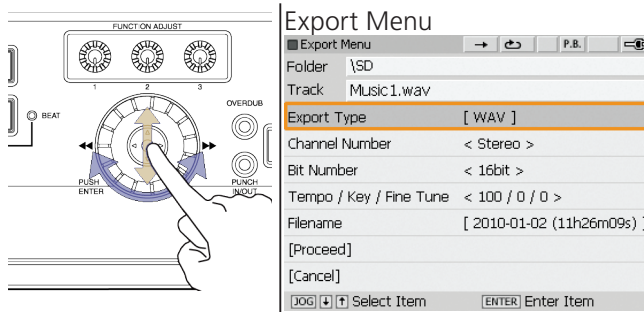 FUNCTION ADJUST
1 2 3
OVERDUB
BEAT
PUSH
ENTER
PUNCH
IN/OUT
Export Menu
Export Menu P.B.
Folder \SD
Track Music1.wav
Export Type [ WAV ]
Channel Number < Stereo >
Bit Number < 16bit >
Tempo / Key / Fine Tune < 100 / 0 / 0 >
Filename [ 2010-01-02 (11h26m09s) ]
[Proceed]
[Cancel]
JOG Select Item ENTER Enter Item